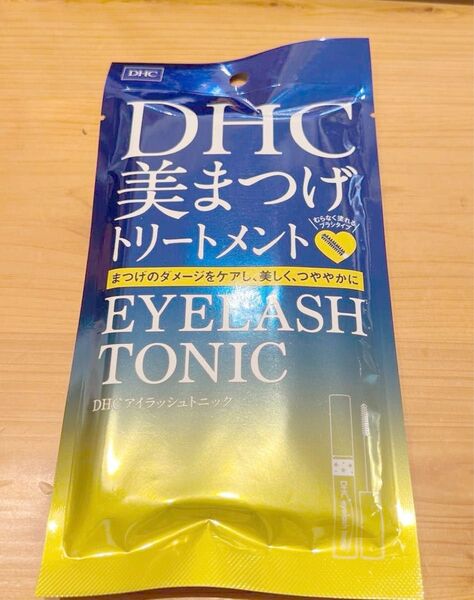 DHC
DHC
美まつげ
トリートメント
むらなく塗れる
ブラシタイプ
まつげのダメージをケアし、美しく、つややかに
EYELASH
TONIC
DHC アイラッシュトニック